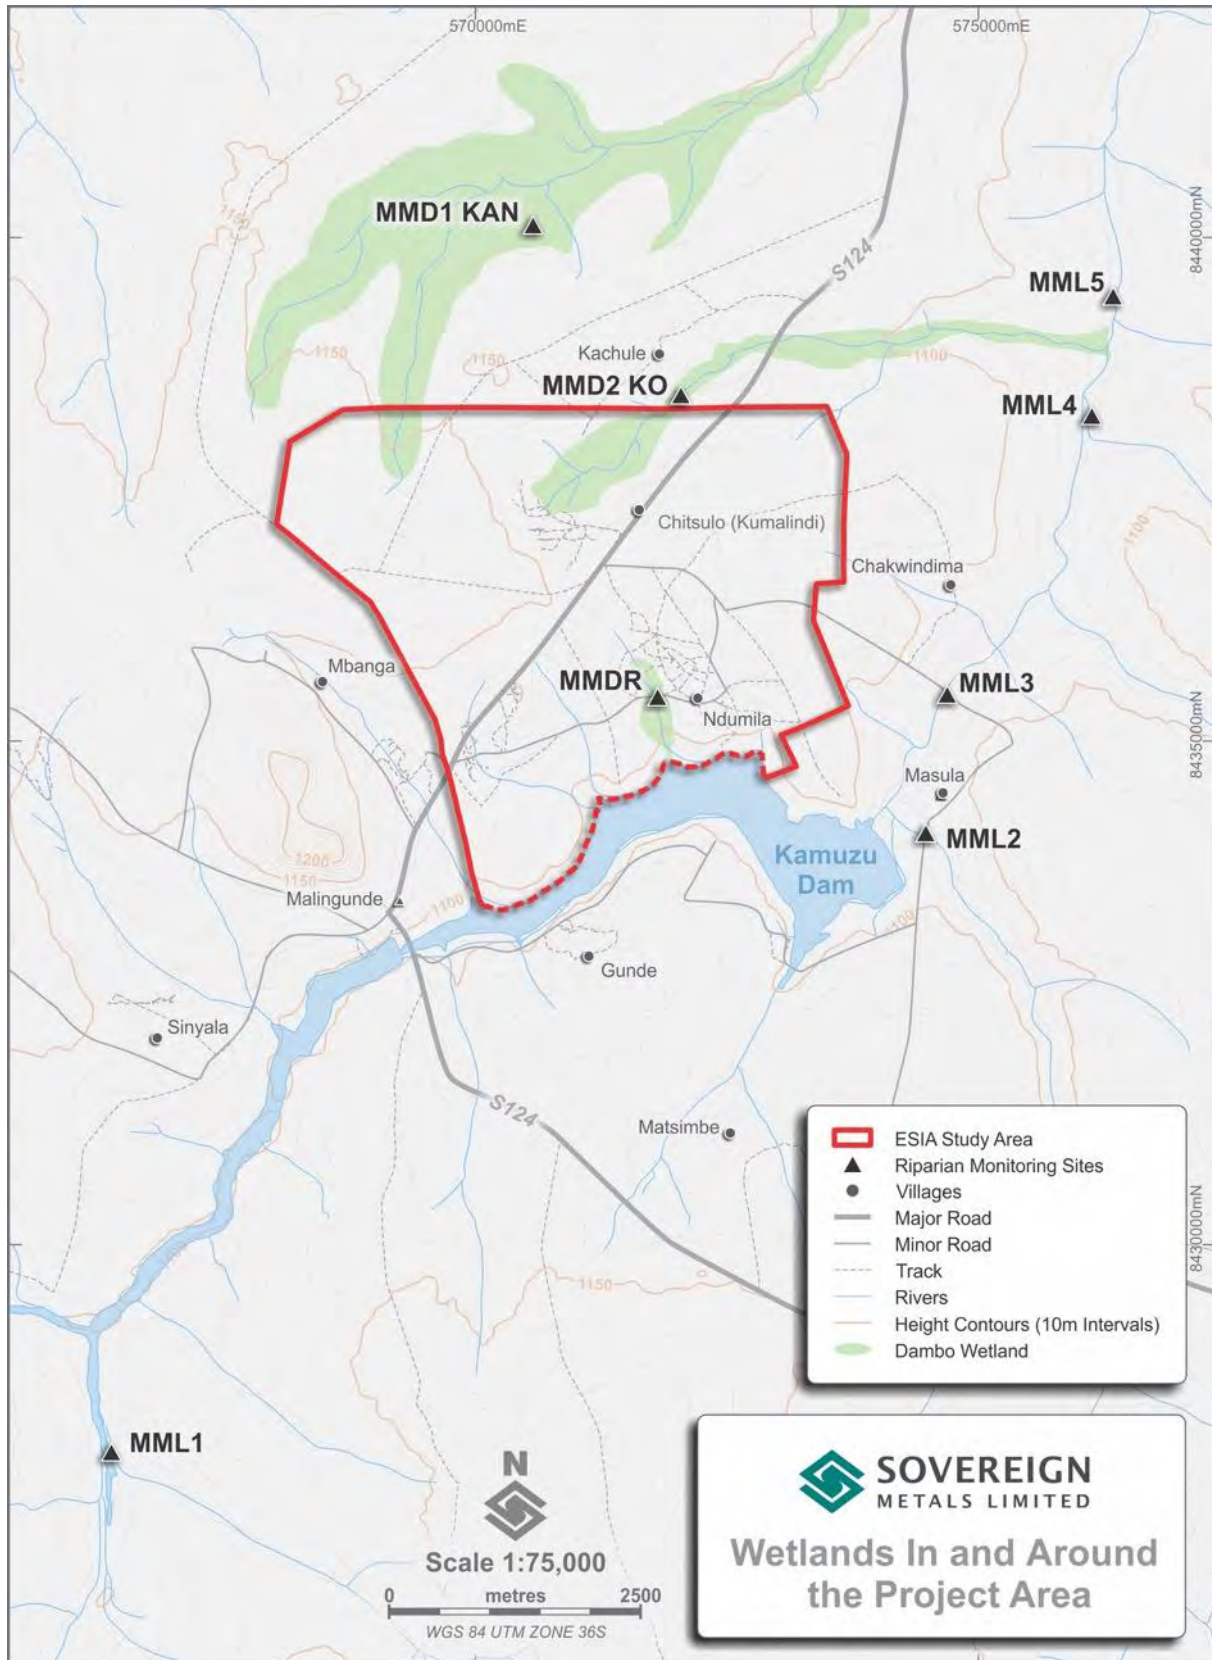 570000mE
575000mE
1150
MMD1 KAN
8440000mN
S124
MML5
1150
1150
Kachule
1100
MMD2 KO
MML4
Chitsulo (Kumalindi)
1100
Chakwindima
Mbanga
MMDR
Ndumila
MML3
8435000mN
Masula
MML2
Kamuzu
Dam
1200
1150
Malingunde
1100
1100
Gunde
Sinyala
S124
Matsimbe
8430000mN
1150
ESIA Study Area
Riparian Monitoring Sites
Villages
Major Road
Minor Road
Track
Rivers
Height Contours (10m Intervals)
Dambo Wetland
MML1
N
Scale 1:75,000
0 metres 2500
WGS 84 UTM ZONE 36S
SOVEREIGN
METALS LIMITED
Wetlands In and Around
the Project Area